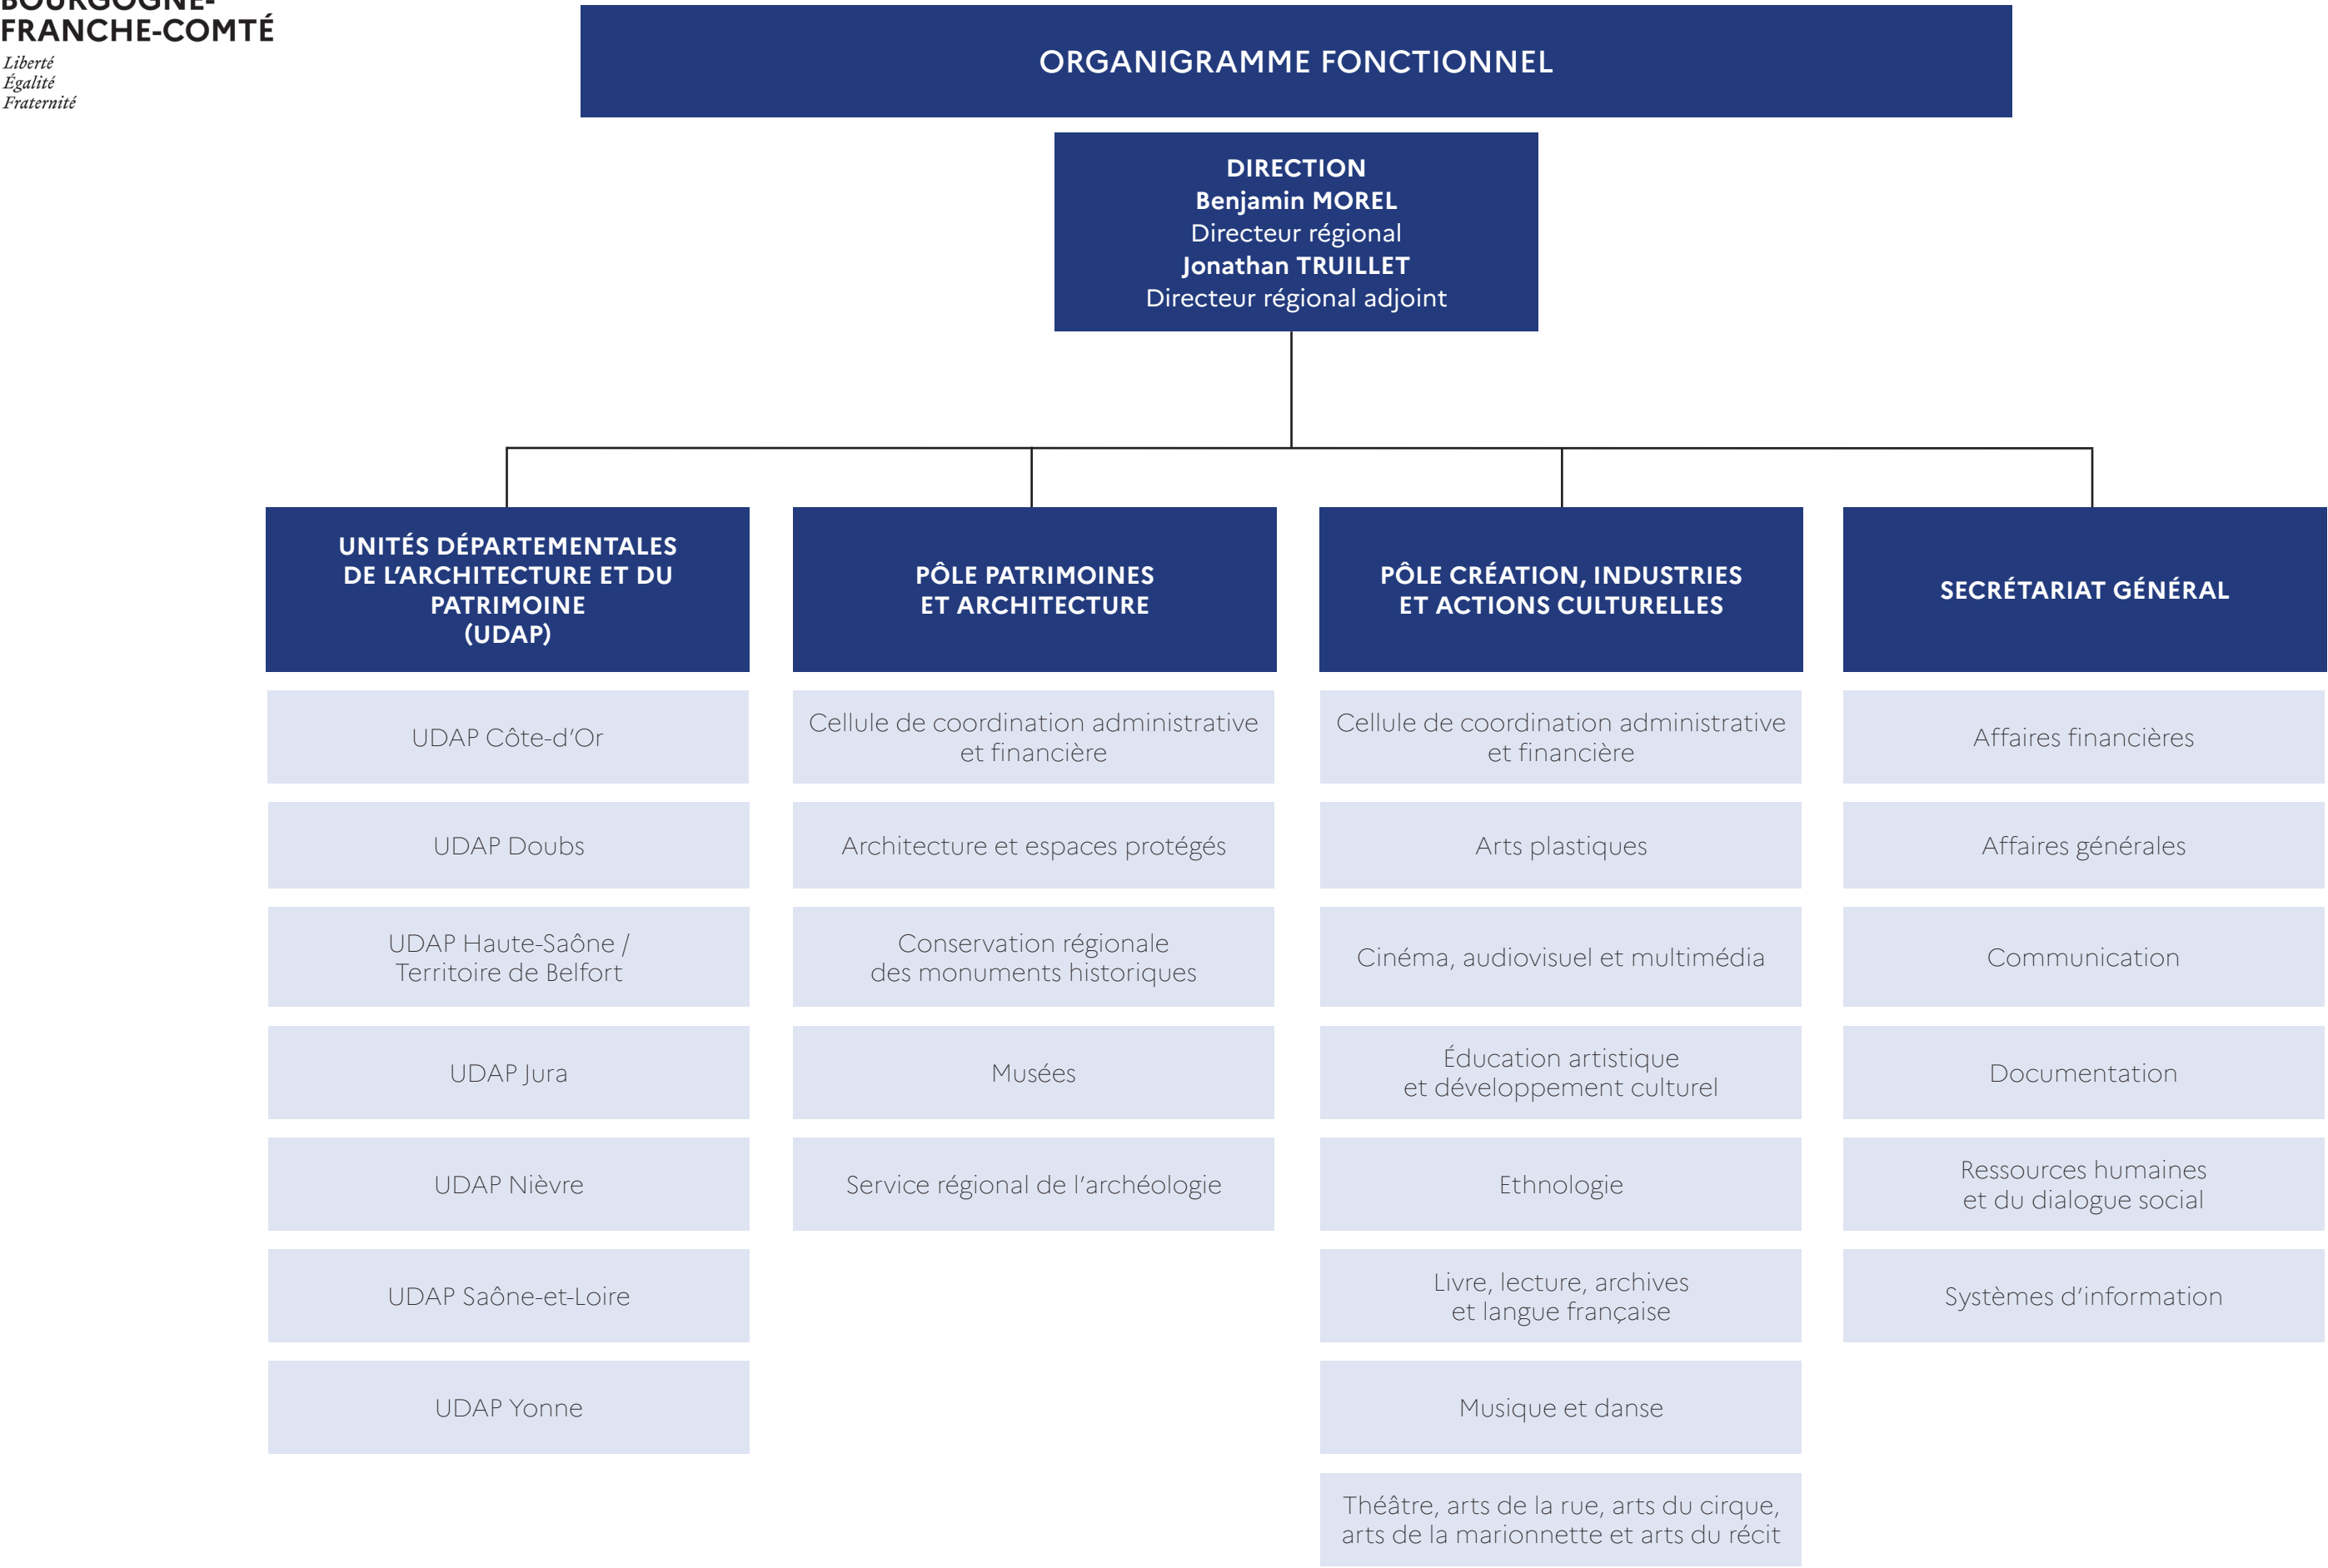 BOURGOGNE-
FRANCHE-COMTÉ
Liberté
Égalité
Fraternité
ORGANIGRAMME FONCTIONNEL
DIRECTION
Benjamin MOREL
Directeur régional
Jonathan TRUILLET
Directeur régional adjoint
UNITÉS DÉPARTEMENTALES
DE L'ARCHITECTURE ET DU
PATRIMOINE
(UDAP)
UDAP Côte-d'Or
UDAP Doubs
UDAP Haute-Saône /
Territoire de Belfort
UDAP Jura
UDAP Nièvre
UDAP Saône-et-Loire
UDAP Yonne
PÔLE PATRIMOINES
ET ARCHITECTURE
Cellule de coordination administrative
et financière
Architecture et espaces protégés
Conservation régionale
des monuments historiques
Musées
Service régional de l'archéologie
PÔLE CRÉATION, INDUSTRIES
ET ACTIONS CULTURELLES
Cellule de coordination administrative
et financière
Arts plastiques
Cinéma, audiovisuel et multimédia
Éducation artistique
et développement culturel
Ethnologie
Livre, lecture, archives
et langue française
Musique et danse
Théâtre, arts de la rue, arts du cirque,
arts de la marionnette et arts du récit
SECRÉTARIAT GÉNÉRAL
Affaires financières
Affaires générales
Communication
Documentation
Ressources humaines
et du dialogue social
Systèmes d'information